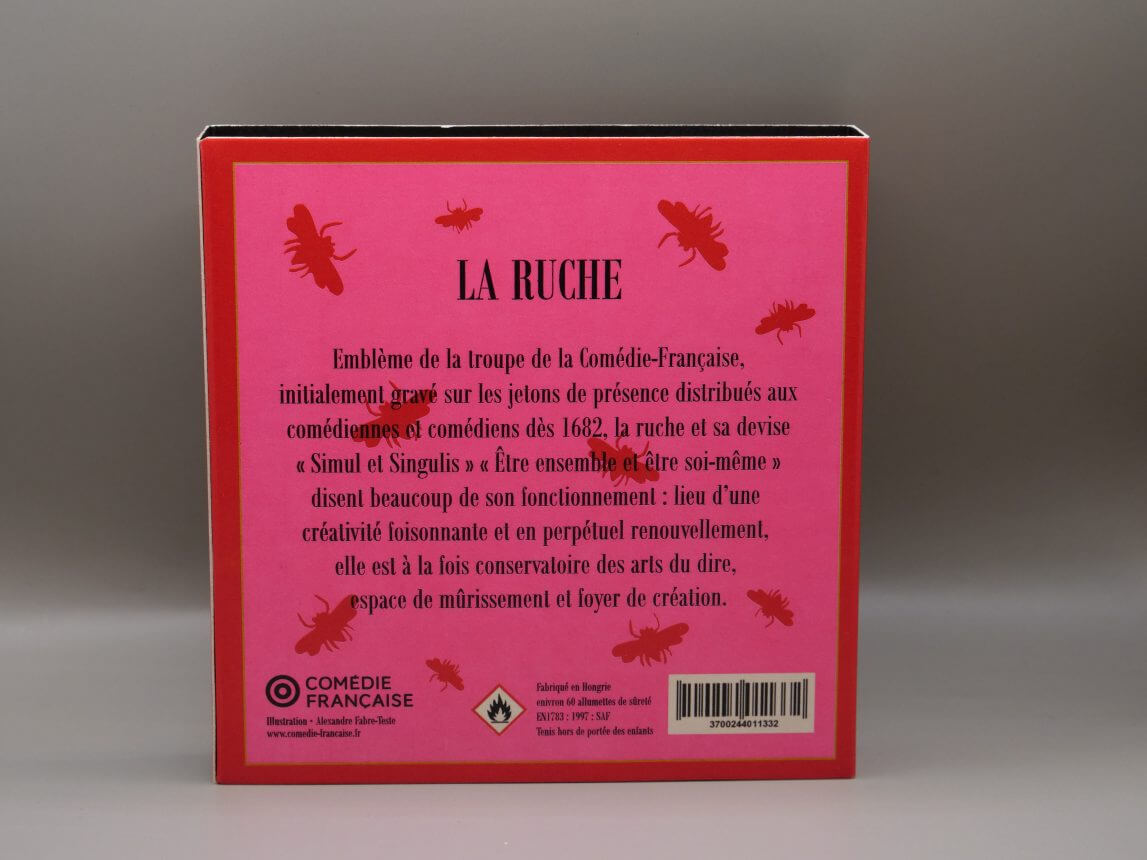 LA RUCHE
Emblème de la troupe de la Comédie-Française,
initialement gravé sur les jetons de présence distribués aux
comédiennes et comédiens dès 1682, la ruche et sa devise
« Simul et Singulis » « Être ensemble et être soi-même »
disent beaucoup de son fonctionnement : lieu d'une
créativité foisonnante et en perpétuel renouvellement,
elle est à la fois conservatoire des arts du dire,
espace de mûrissement et foyer de création.
COMÉDIE
FRANÇAISE
Illustration • Alexandre Fabre-Teste
www.comedie-francaise.fr
Fabriqué en Hongrie
enivron 60 allumettes de sûreté
EN1783 : 1997 : SAF
Tenis hors de portée des enfants
3700244011332